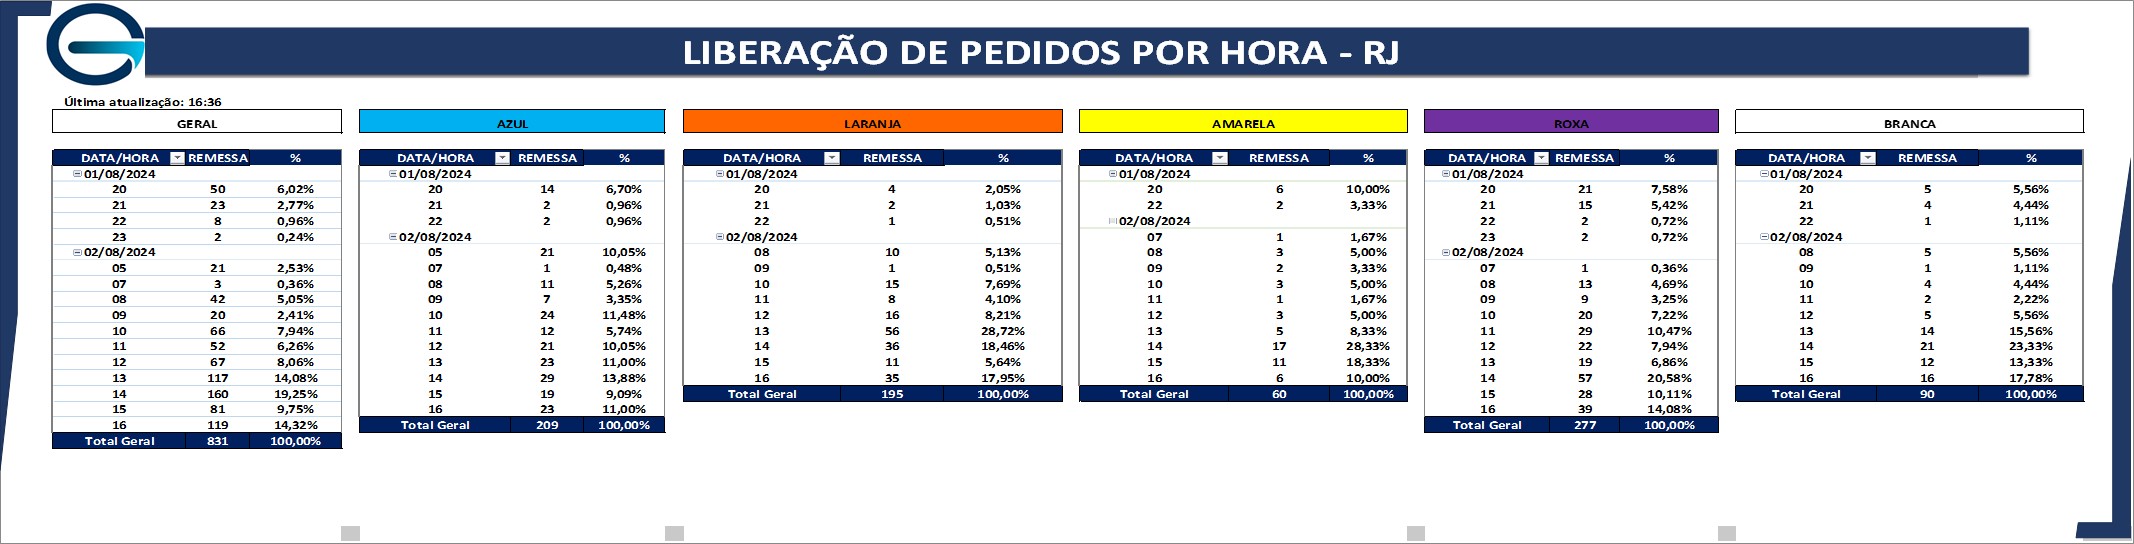 LIBERAÇÃO DE PEDIDOS POR HORA - RJ
Última atualização: 16:36
GERAL
DATA/HORA REMESSA %
01/08/2024
20 50 6,02%
21 23 2,77%
22 8 0,96%
23 2 0,24%
02/08/2024
05 21 2,53%
07 3 0,36%
08 42 5,05%
09 20 2,41%
10 66 7,94%
11 52 6,26%
12 67 8,06%
13 117 14,08%
14 160 19,25%
15 81 9,75%
16 119 14,32%
Total Geral 831 100,00%
AZUL
DATA/HORA REMESSA %
01/08/2024
20 14 6,70%
21 2 0,96%
22 2 0,96%
02/08/2024
05 21 10,05%
07 1 0,48%
08 11 5,26%
09 7 3,35%
10 24 11,48%
11 12 5,74%
12 21 10,05%
13 23 11,00%
14 29 13,88%
15 19 9,09%
16 23 11,00%
Total Geral 209 100,00%
LARANJA
DATA/HORA REMESSA %
01/08/2024
20 4 2,05%
21 2 1,03%
22 1 0,51%
02/08/2024
08 10 5,13%
09 1 0,51%
10 15 7,69%
11 8 4,10%
12 16 8,21%
13 56 28,72%
14 36 18,46%
15 11 5,64%
16 35 17,95%
Total Geral 195 100,00%
AMARELA
DATA/HORA REMESSA %
01/08/2024
20 6 10,00%
22 2 3,33%
02/08/2024
07 1 1,67%
08 3 5,00%
09 2 3,33%
10 3 5,00%
11 1 1,67%
12 3 5,00%
13 5 8,33%
14 17 28,33%
15 11 18,33%
16 6 10,00%
Total Geral 60 100,00%
ROXA
DATA/HORA REMESSA %
01/08/2024
20 21 7,58%
21 15 5,42%
22 2 0,72%
23 2 0,72%
02/08/2024
07 1 0,36%
08 13 4,69%
09 9 3,25%
10 20 7,22%
11 29 10,47%
12 22 7,94%
13 19 6,86%
14 57 20,58%
15 28 10,11%
16 39 14,08%
Total Geral 277 100,00%
BRANCA
DATA/HORA REMESSA %
01/08/2024
20 5 5,56%
21 4 4,44%
22 1 1,11%
02/08/2024
08 5 5,56%
09 1 1,11%
10 4 4,44%
11 2 2,22%
12 5 5,56%
13 14 15,56%
14 21 23,33%
15 12 13,33%
16 16 17,78%
Total Geral 90 100,00%